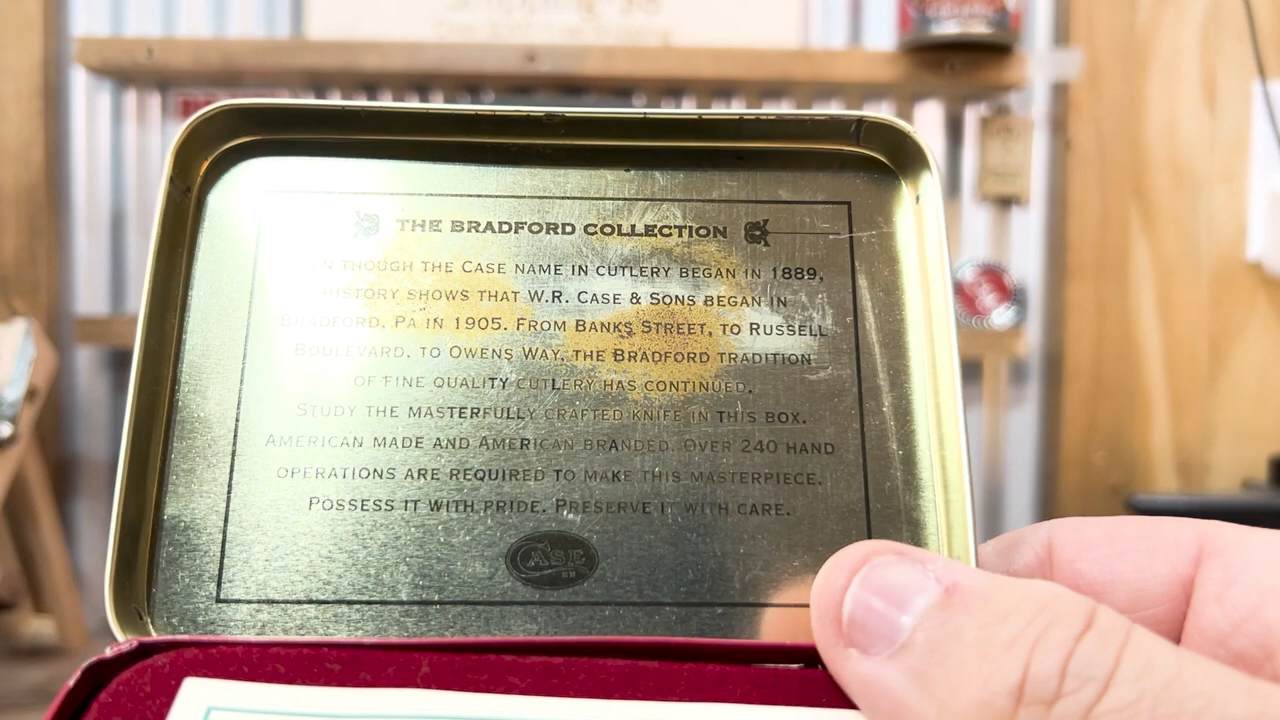 THE BRADFORD COLLECTION
THOUGH THE CASE NAME IN CUTLERY BEGAN IN 1889,
HISTORY SHOWS THAT W.R. CASE & SONS BEGAN IN
BRADFORD, PA IN 1905. FROM BANKS STREET, TO RUSSELL
BOULEVARD, TO OWENS WAY, THE BRADFORD TRADITION
OF FINE QUALITY CUTLERY HAS CONTINUED.
STUDY THE MASTERFULLY CRAFTED KNIFE IN THIS BOX.
AMERICAN MADE AND AMERICAN BRANDED. OVER 240 HAND
OPERATIONS ARE REQUIRED TO MAKE THIS MASTERPIECE.
POSSESS IT WITH PRIDE. PRESERVE IT WITH CARE.
CASE
XX